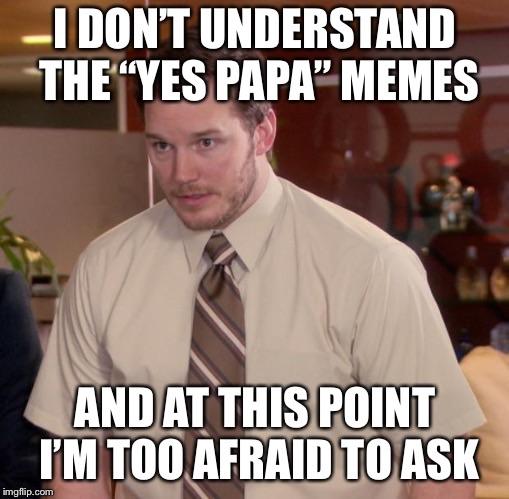 I DON’T UNDERSTAND
THE “YES PAPA” MEMES
AND AT THIS POINT
I’M TOO AFRAID TO ASK
imgflip.com